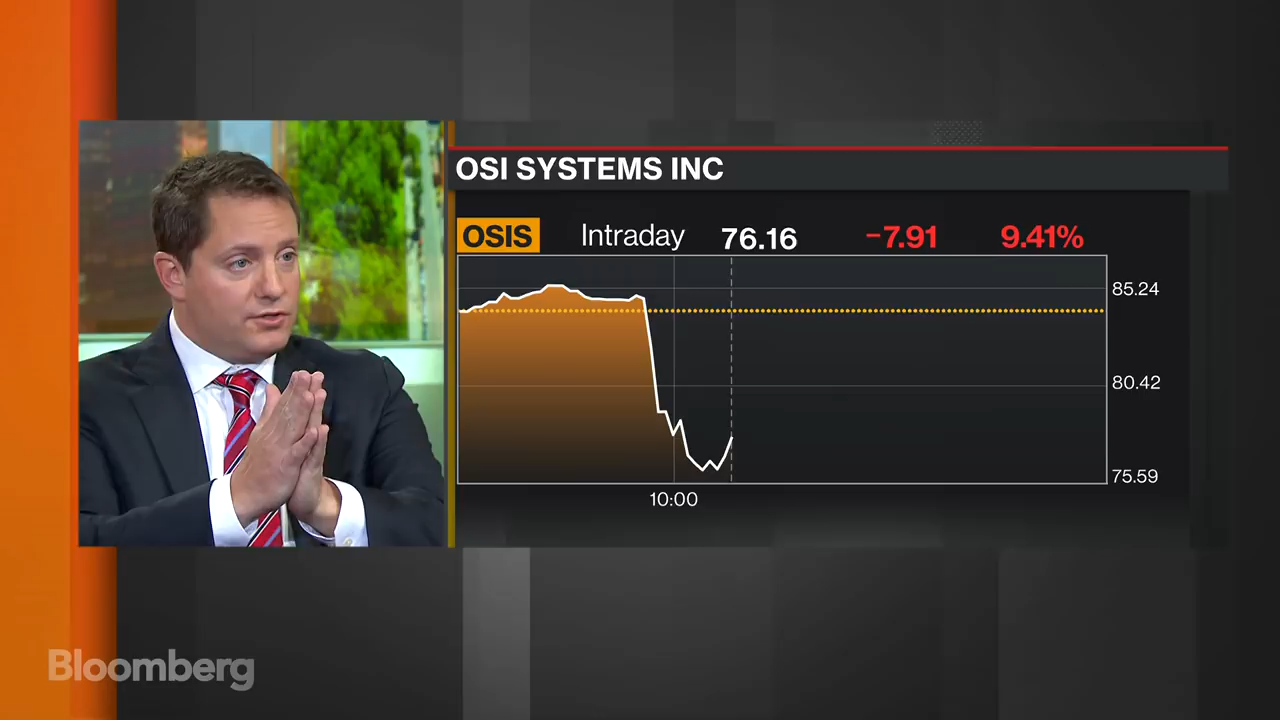 OSI SYSTEMS INC
OSIS Intraday 76.16 -7.91 9.41%
85.24
80.42
75.59
10:00
Bloomberg